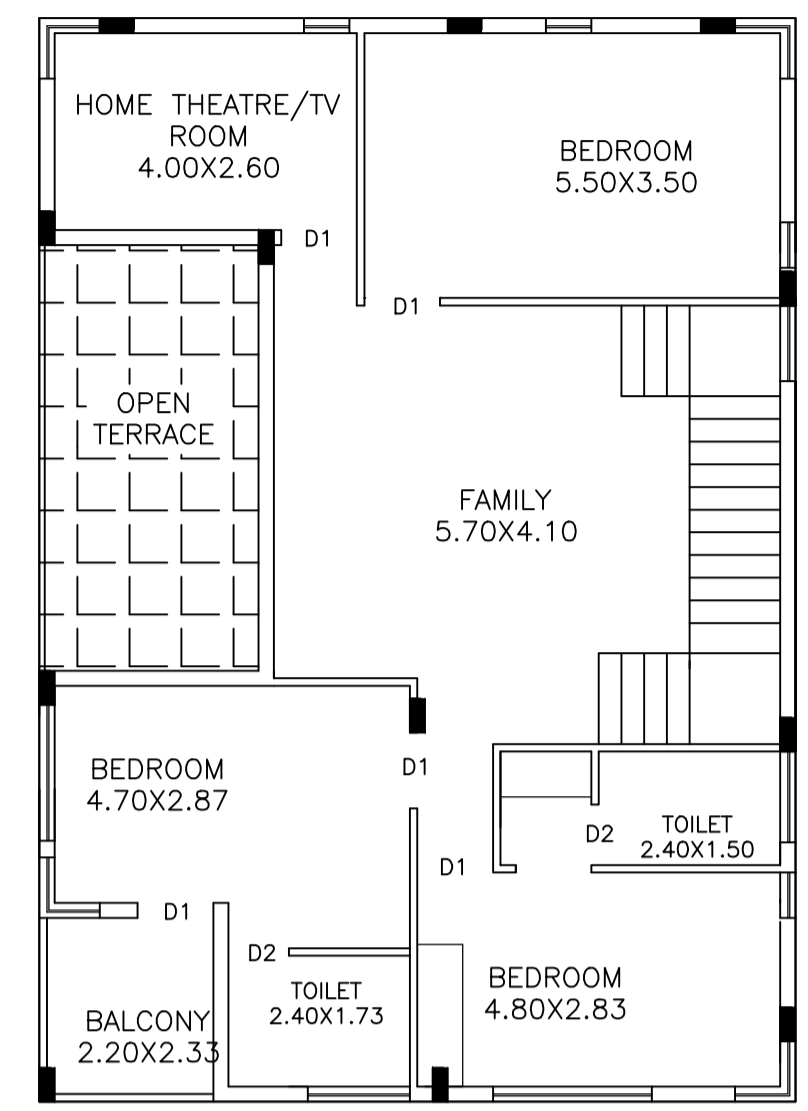 HOME THEATRE/TV
ROOM
4.00X2.60
BEDROOM
5.50X3.50
D1
D1
OPEN
TERRACE
FAMILY
5.70X4.10
BEDROOM
4.70X2.87
D1
TOILET
2.40X1.50
D2
D1
D1
D2
TOILET
2.40X1.73
BEDROOM
4.80X2.83
BALCONY
2.20X2.33